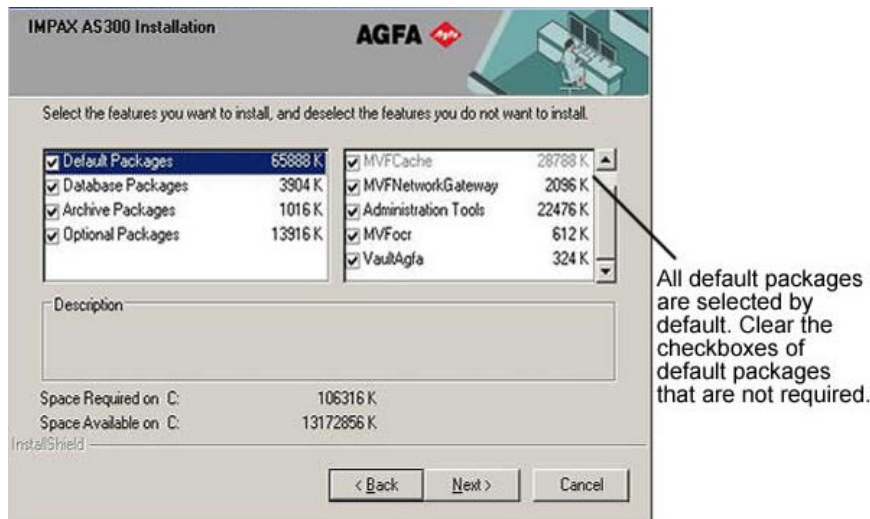 IMPAX AS300 Installation
AGFA
Select the features you want to install, and deselect the features you do not want to install.
Default Packages 65888 K
Database Packages 3904 K
Archive Packages 1016 K
Optional Packages 13916 K
MVFCache 28788 K
MVFNetworkGateway 2096 K
Administration Tools 22476 K
MVFocr 612 K
VaultAgfa 324 K
All default packages
are selected by
default. Clear the
checkboxes of
default packages
that are not required.
Description
Space Required on C: 106316 K
Space Available on C: 13172856 K
InstallShield
< Back
Next >
Cancel